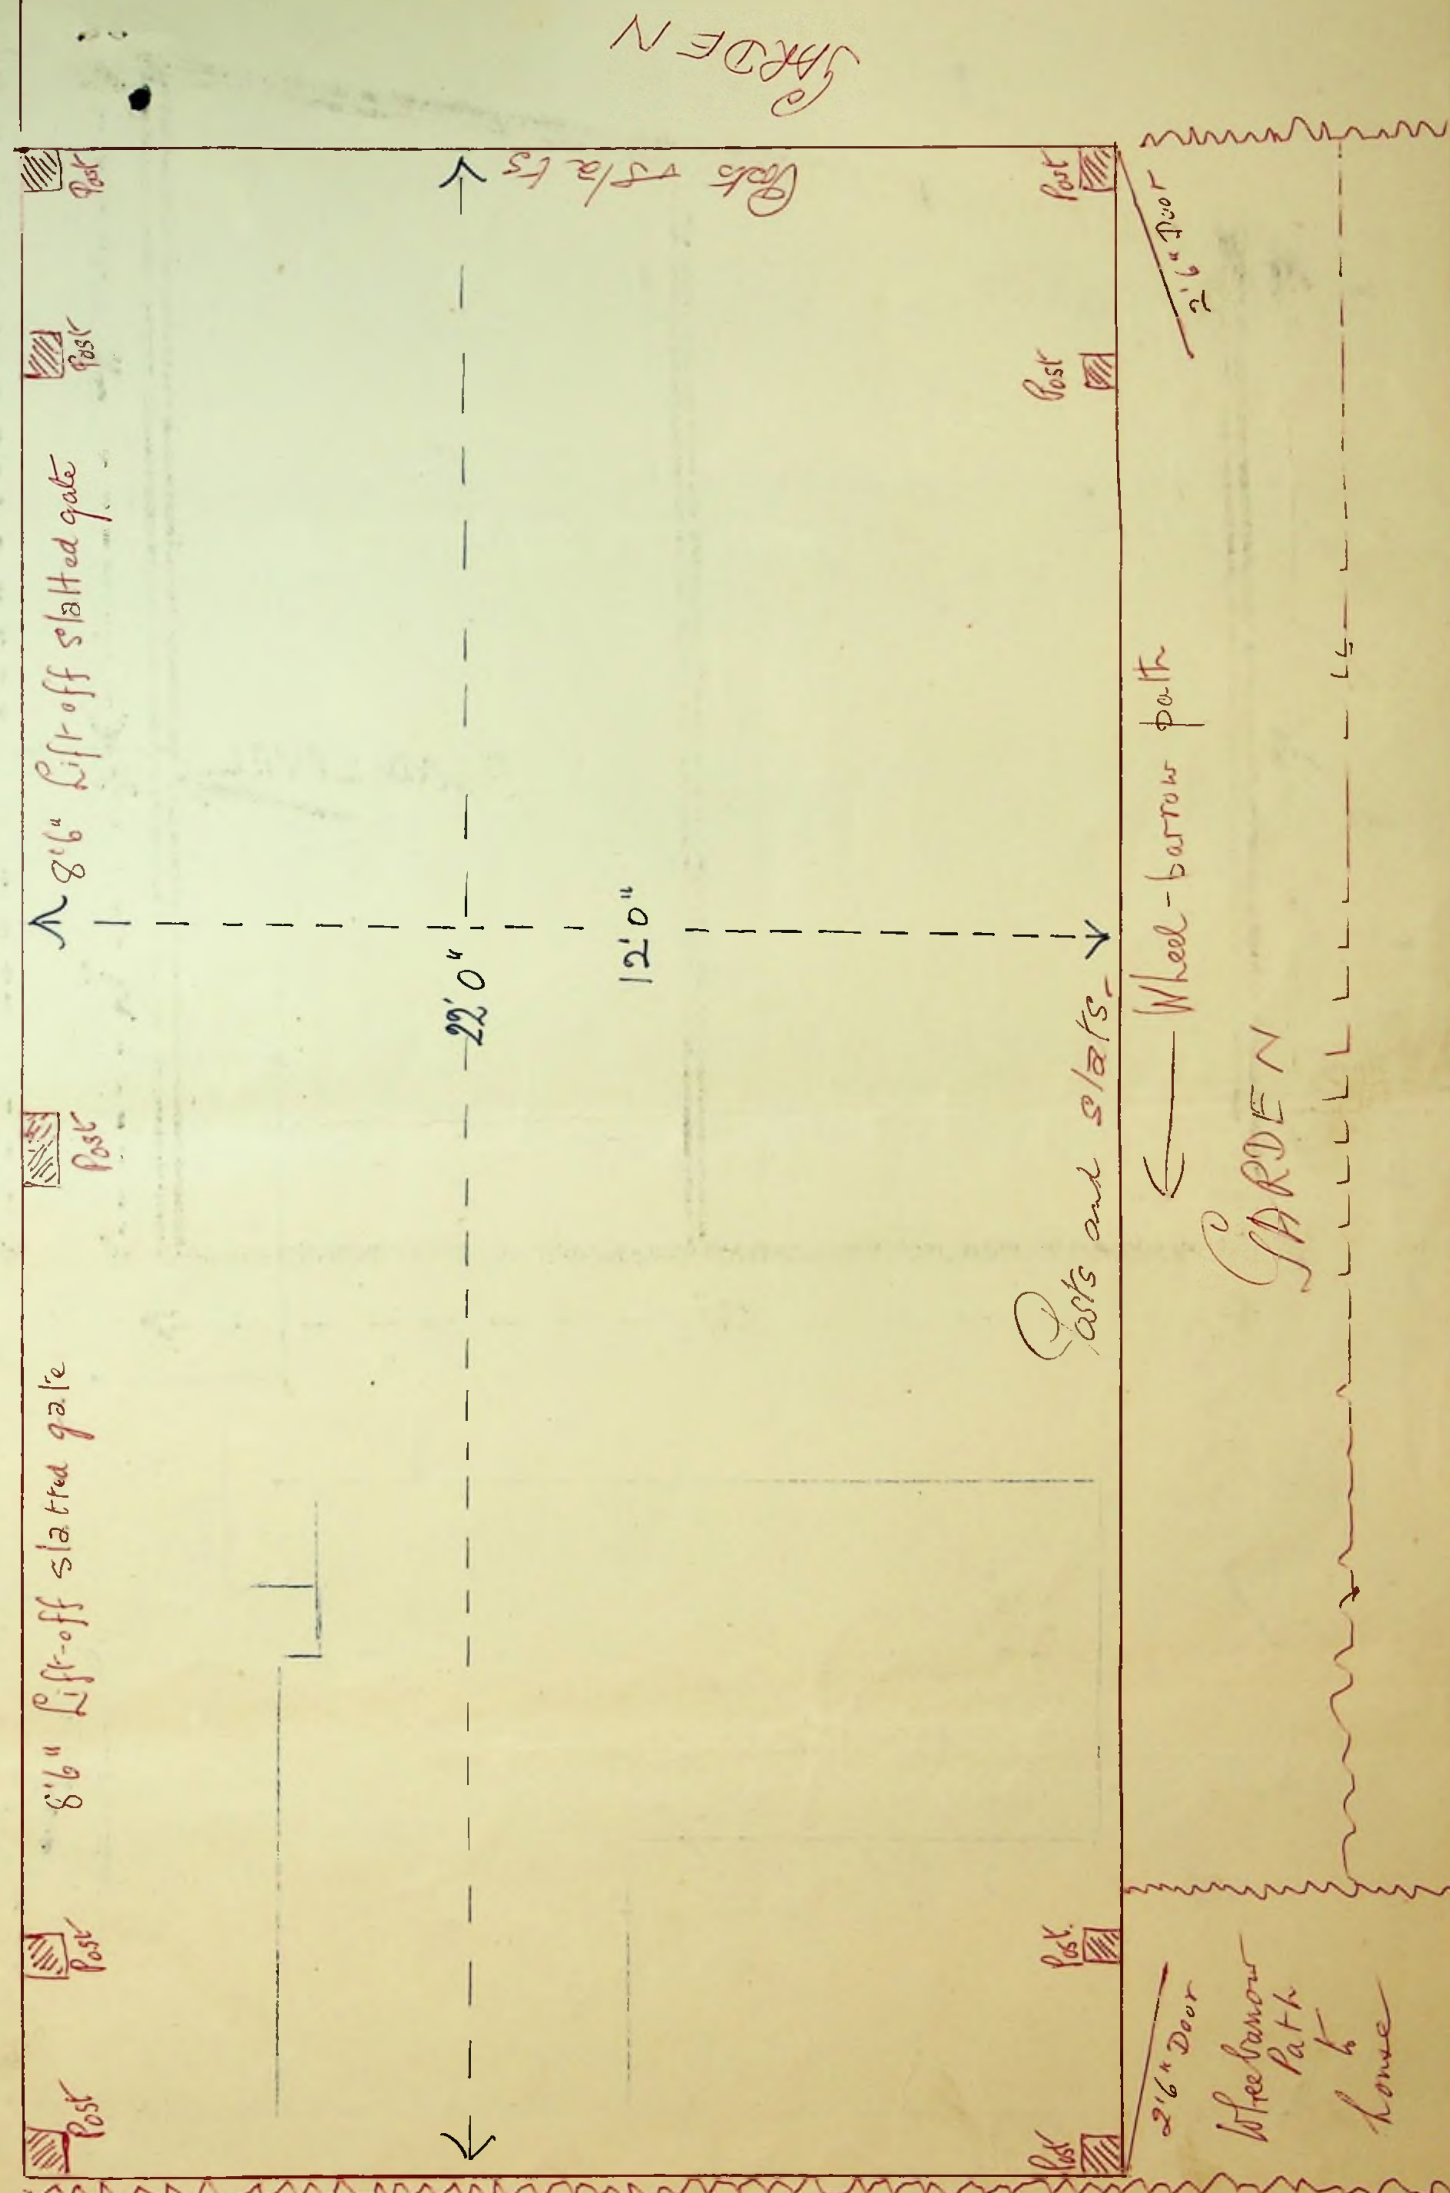 GARDEN
Posts & slats
Post
Post
8'6" Lift-off slatted gate
Post
8'6" Lift-off slatted gate
Post
Post
22'0"
12'0"
Post
Post
Posts and slats.
Post
Post
2'6" Door
Wheel-barrow path
GARDEN
2'6" Door
Wheelbarrow
Path
to
house